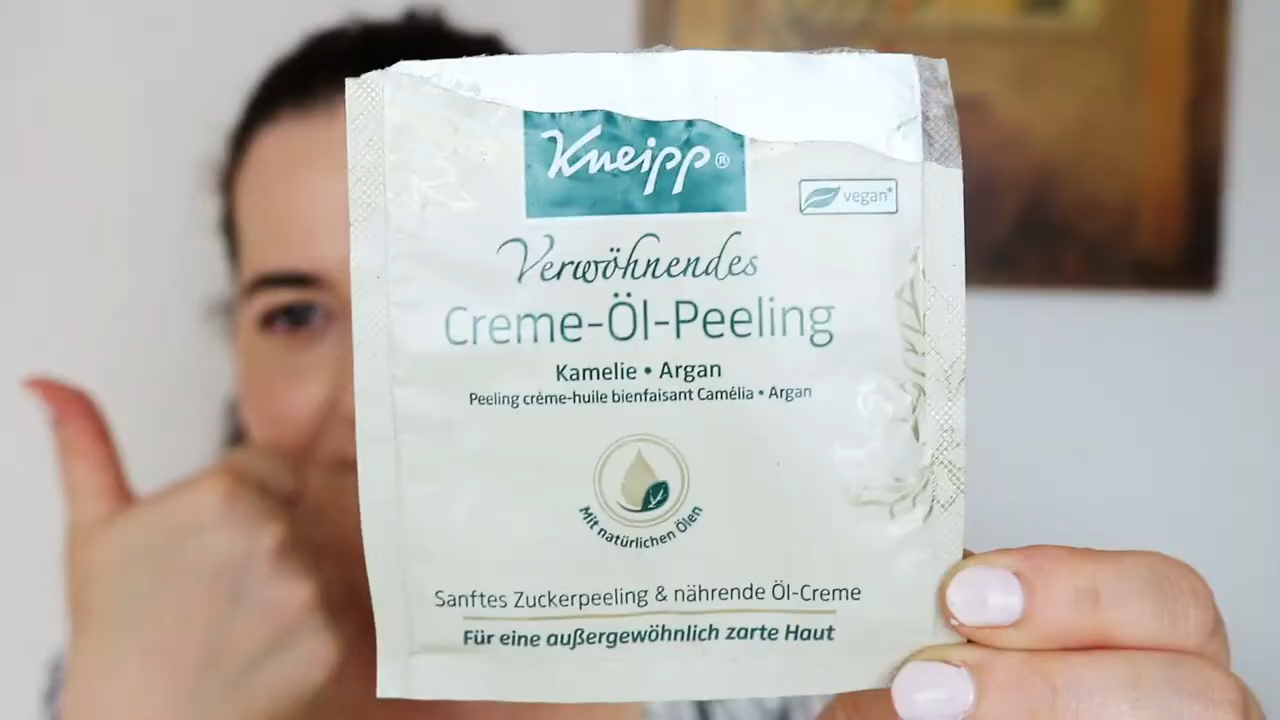 Kneipp®
vegan*
Verwöhnendes
Creme-Öl-Peeling
Kamelie • Argan
Peeling crème-huile bienfaisant Camélia • Argan
Mit natürlichen Ölen
Sanftes Zuckerpeeling & nährende Öl-Creme
Für eine außergewöhnlich zarte Haut